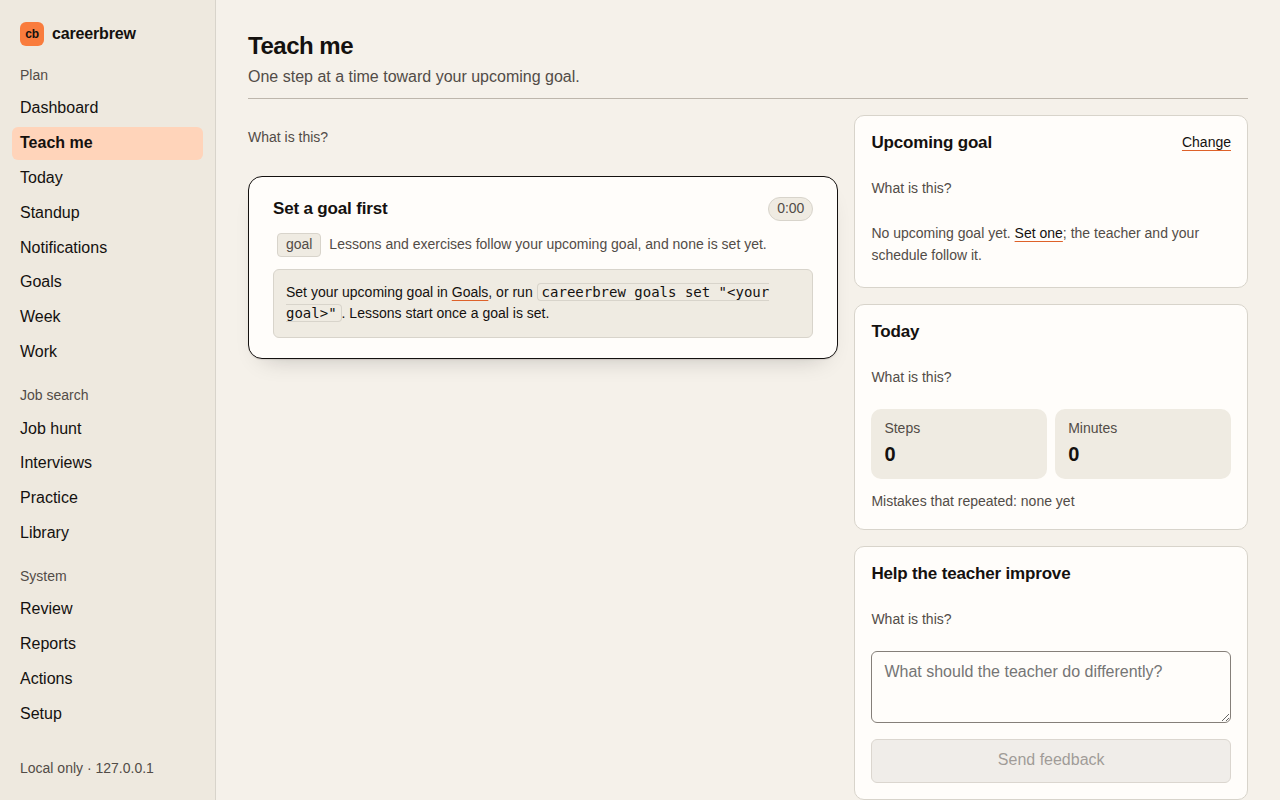 cb careerbrew
Plan
Dashboard
Teach me
Today
Standup
Notifications
Goals
Week
Work
Job search
Job hunt
Interviews
Practice
Library
System
Review
Reports
Actions
Setup
Local only · 127.0.0.1
Teach me
One step at a time toward your upcoming goal.
What is this?
Set a goal first
0:00
goal Lessons and exercises follow your upcoming goal, and none is set yet.
Set your upcoming goal in Goals, or run careerbrew goals set "<your
goal>". Lessons start once a goal is set.
Upcoming goal
Change
What is this?
No upcoming goal yet. Set one; the teacher and your
schedule follow it.
Today
What is this?
Steps
0
Minutes
0
Mistakes that repeated: none yet
Help the teacher improve
What is this?
What should the teacher do differently?
Send feedback